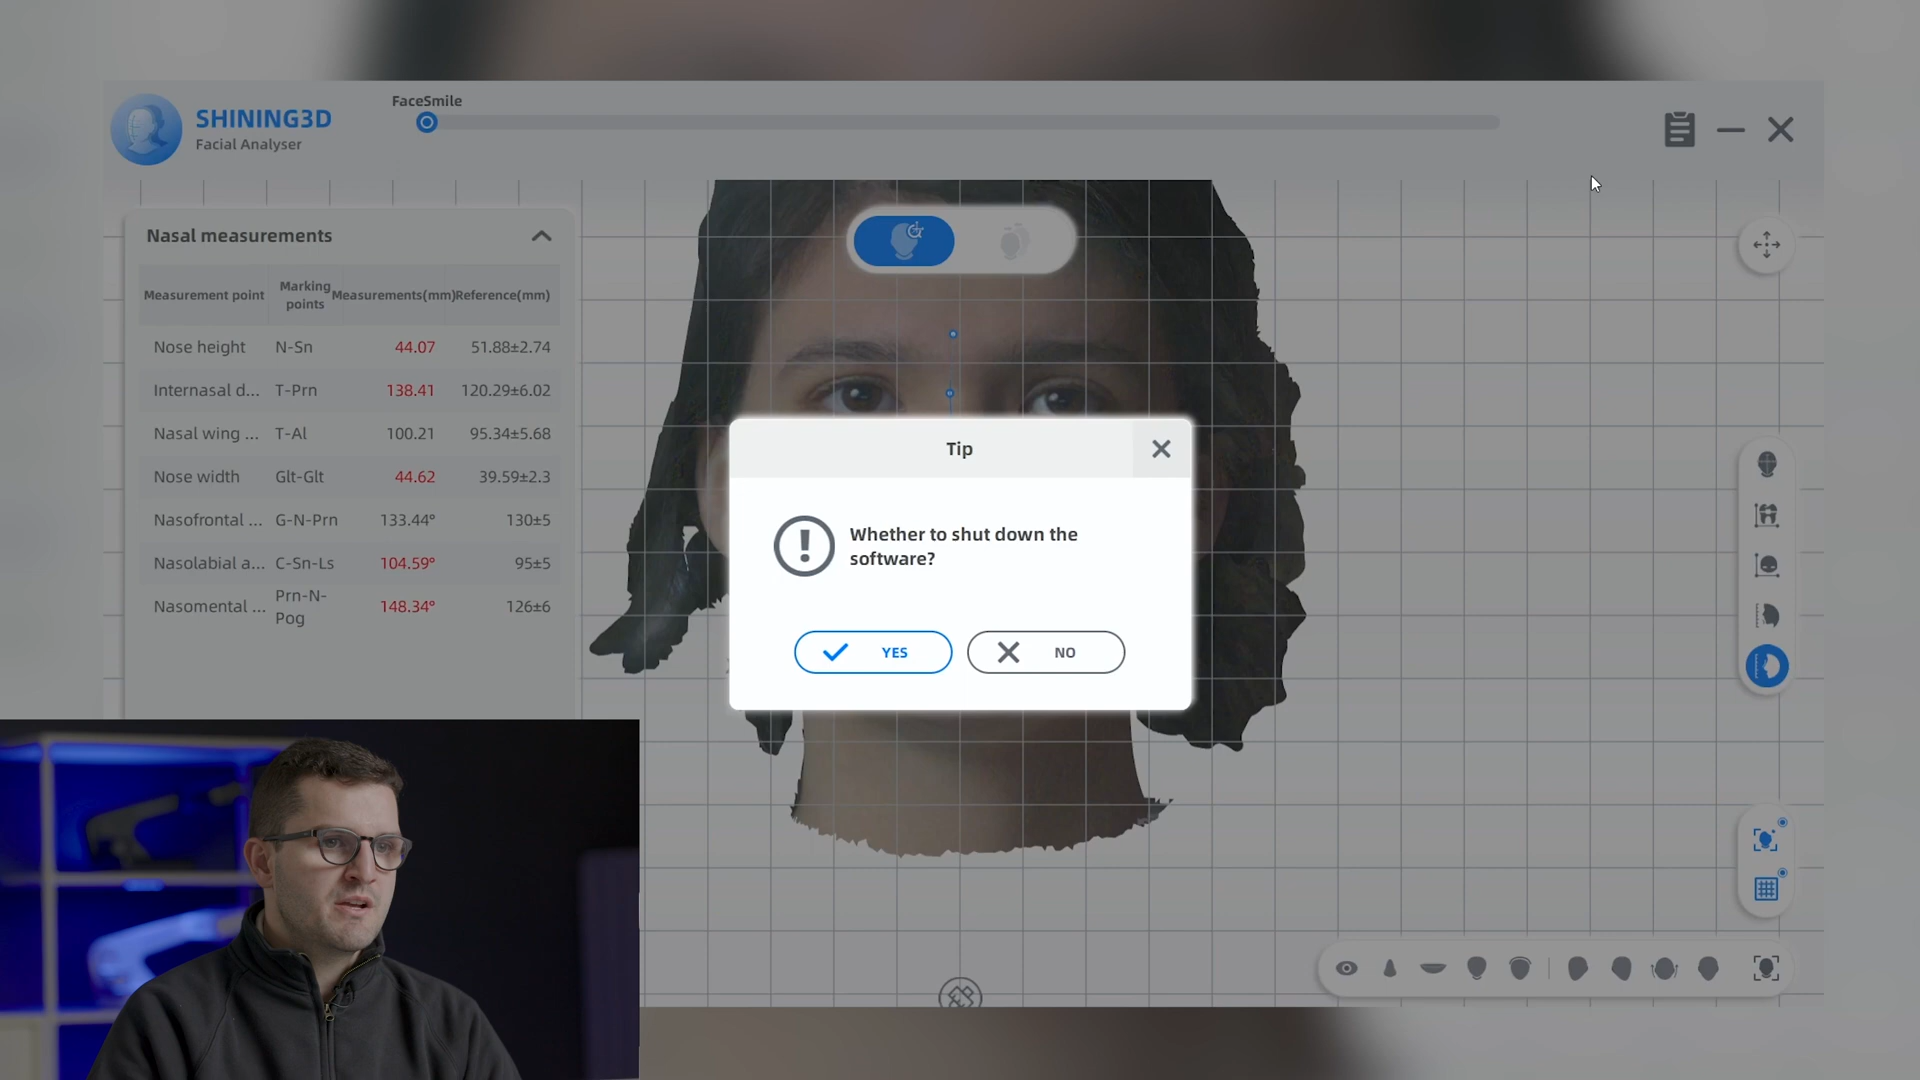 FaceSmile
SHINING3D
Facial Analyser
Nasal measurements
Measurement point Marking points Measurements(mm) Reference(mm)
Nose height N-Sn 44.07 51.88±2.74
Internasal d... T-Prn 138.41 120.29±6.02
Nasal wing ... T-Al 100.21 95.34±5.68
Nose width Glt-Glt 44.62 39.59±2.3
Nasofrontal ... G-N-Prn 133.44° 130±5
Nasolabial a... C-Sn-Ls 104.59° 95±5
Nasomental ... Prn-N-Pog 148.34° 126±6
Tip
Whether to shut down the
software?
YES NO